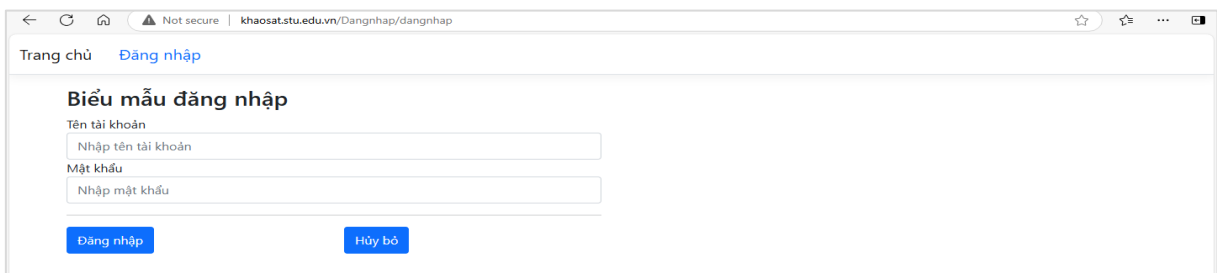 Not secure | khaosat.stu.edu.vn/Dangnhap/dangnhap
Trang chủ Đăng nhập
Biểu mẫu đăng nhập
Tên tài khoản
Nhập tên tài khoản
Mật khẩu
Nhập mật khẩu
Đăng nhập Hủy bỏ